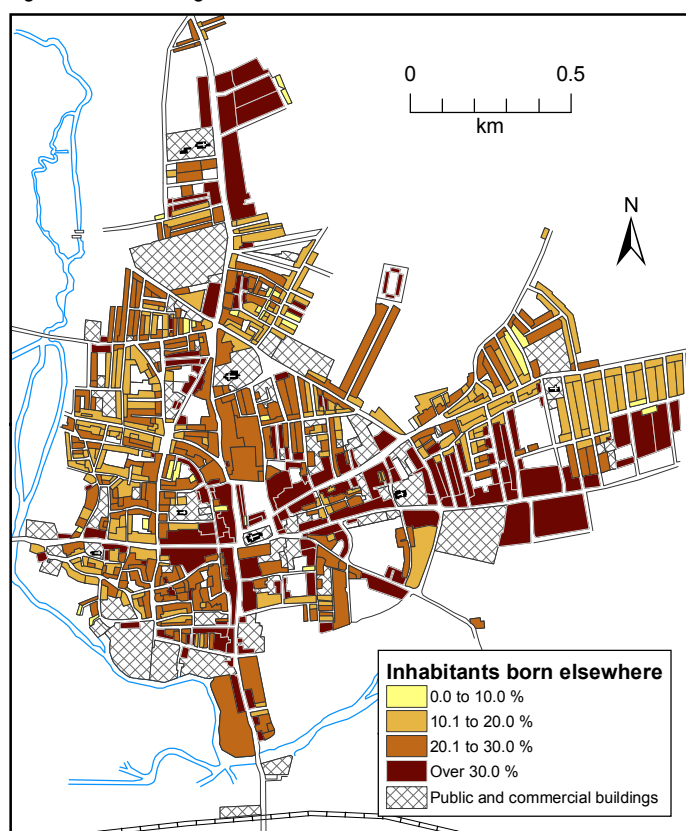 0
0.5
km
N
Inhabitants born elsewhere
0.0 to 10.0 %
10.1 to 20.0 %
20.1 to 30.0 %
Over 30.0 %
Public and commercial buildings